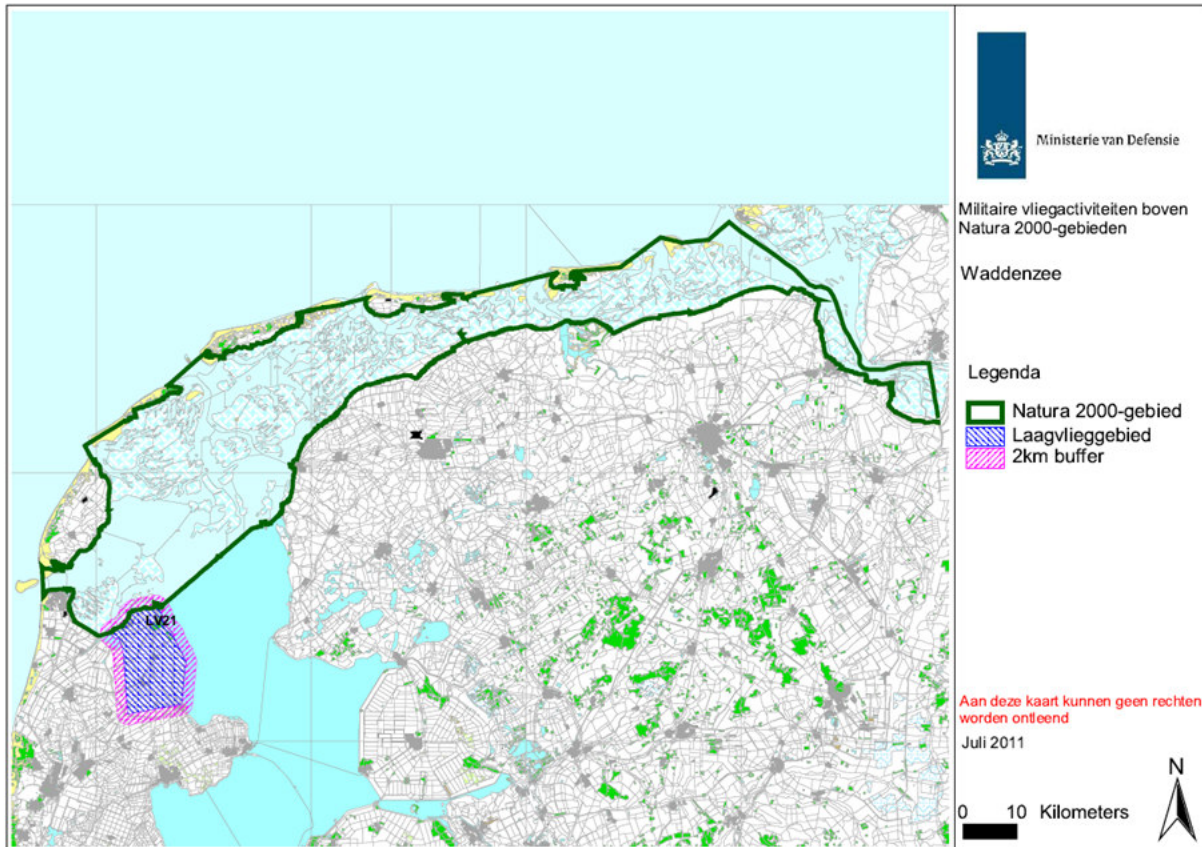 Ministerie van Defensie
Militaire vliegactiviteiten boven
Natura 2000-gebieden
Waddenzee
Legenda
Natura 2000-gebied
Laagvlieggebied
2km buffer
LV21
Aan deze kaart kunnen geen rechten
worden ontleend
Juli 2011
N
0 10 Kilometers